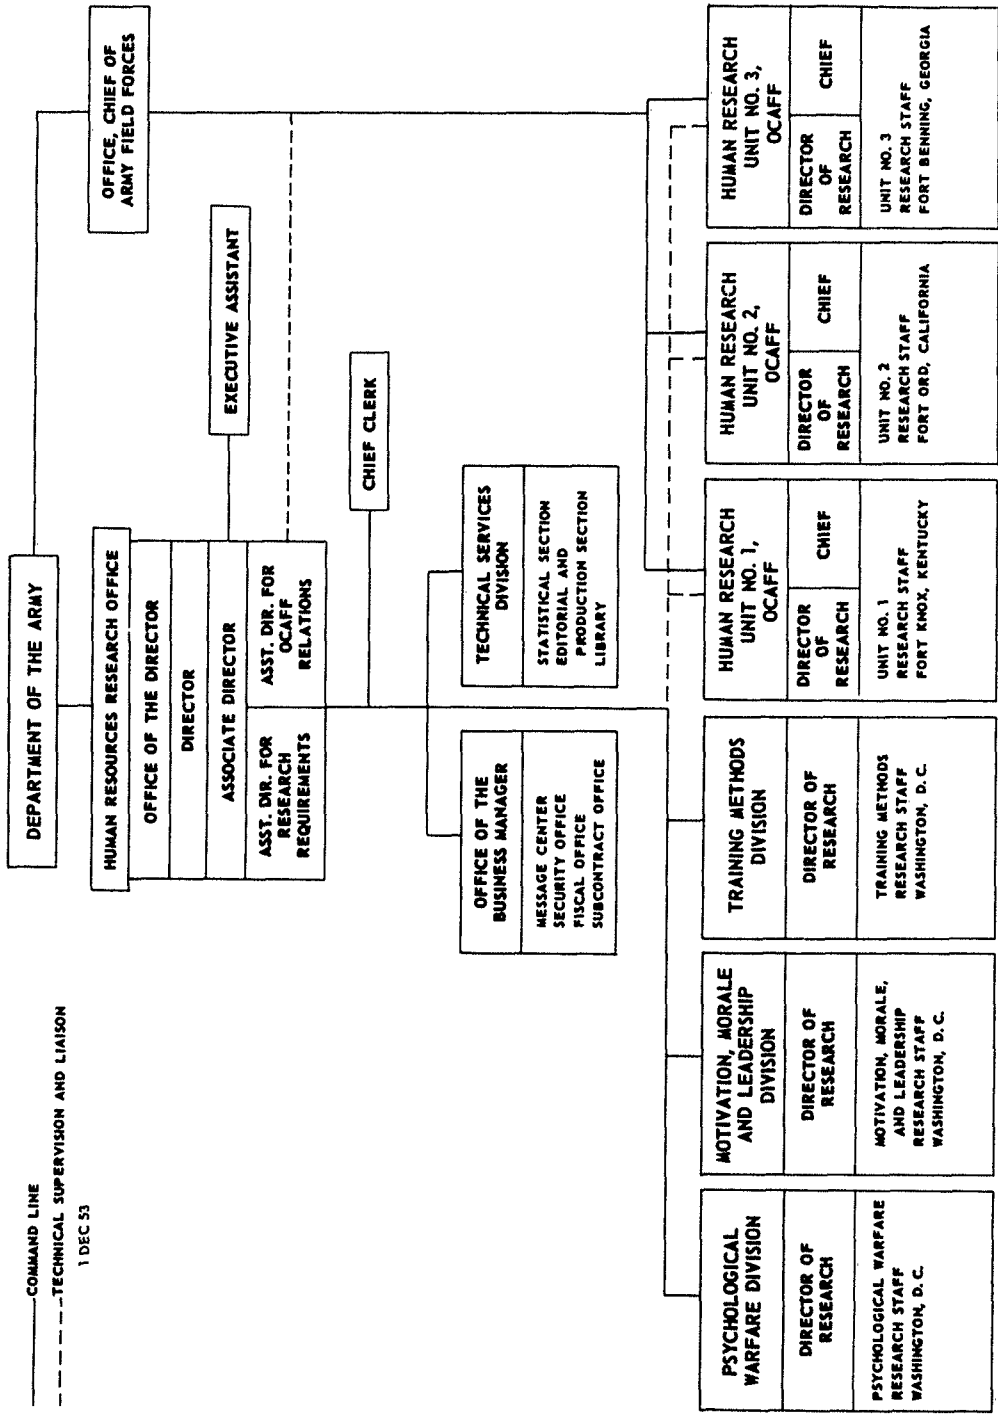 COMMAND LINE
TECHNICAL SUPERVISION AND LIAISON
1 DEC 53
DEPARTMENT OF THE ARMY
HUMAN RESOURCES RESEARCH OFFICE
OFFICE OF THE DIRECTOR
DIRECTOR
ASSOCIATE DIRECTOR
ASST. DIR. FOR
RESEARCH
REQUIREMENTS
ASST. DIR. FOR
OCAFF
RELATIONS
OFFICE, CHIEF OF
ARMY FIELD FORCES
EXECUTIVE ASSISTANT
CHIEF CLERK
OFFICE OF THE
BUSINESS MANAGER
MESSAGE CENTER
SECURITY OFFICE
FISCAL OFFICE
SUBCONTRACT OFFICE
TECHNICAL SERVICES
DIVISION
STATISTICAL SECTION
EDITORIAL AND
PRODUCTION SECTION
LIBRARY
PSYCHOLOGICAL
WARFARE DIVISION
DIRECTOR OF
RESEARCH
PSYCHOLOGICAL WARFARE
RESEARCH STAFF
WASHINGTON, D.C.
MOTIVATION, MORALE
AND LEADERSHIP
DIVISION
DIRECTOR OF
RESEARCH
MOTIVATION, MORALE,
AND LEADERSHIP
RESEARCH STAFF
WASHINGTON, D.C.
TRAINING METHODS
DIVISION
DIRECTOR OF
RESEARCH
TRAINING METHODS
RESEARCH STAFF
WASHINGTON, D.C.
HUMAN RESEARCH
UNIT NO. 1,
OCAFF
DIRECTOR
OF
RESEARCH
CHIEF
UNIT NO. 1
RESEARCH STAFF
FORT KNOX, KENTUCKY
HUMAN RESEARCH
UNIT NO. 2,
OCAFF
DIRECTOR
OF
RESEARCH
CHIEF
UNIT NO. 2
RESEARCH STAFF
FORT ORD, CALIFORNIA
HUMAN RESEARCH
UNIT NO. 3,
OCAFF
DIRECTOR
OF
RESEARCH
CHIEF
UNIT NO. 3
RESEARCH STAFF
FORT BENNING, GEORGIA